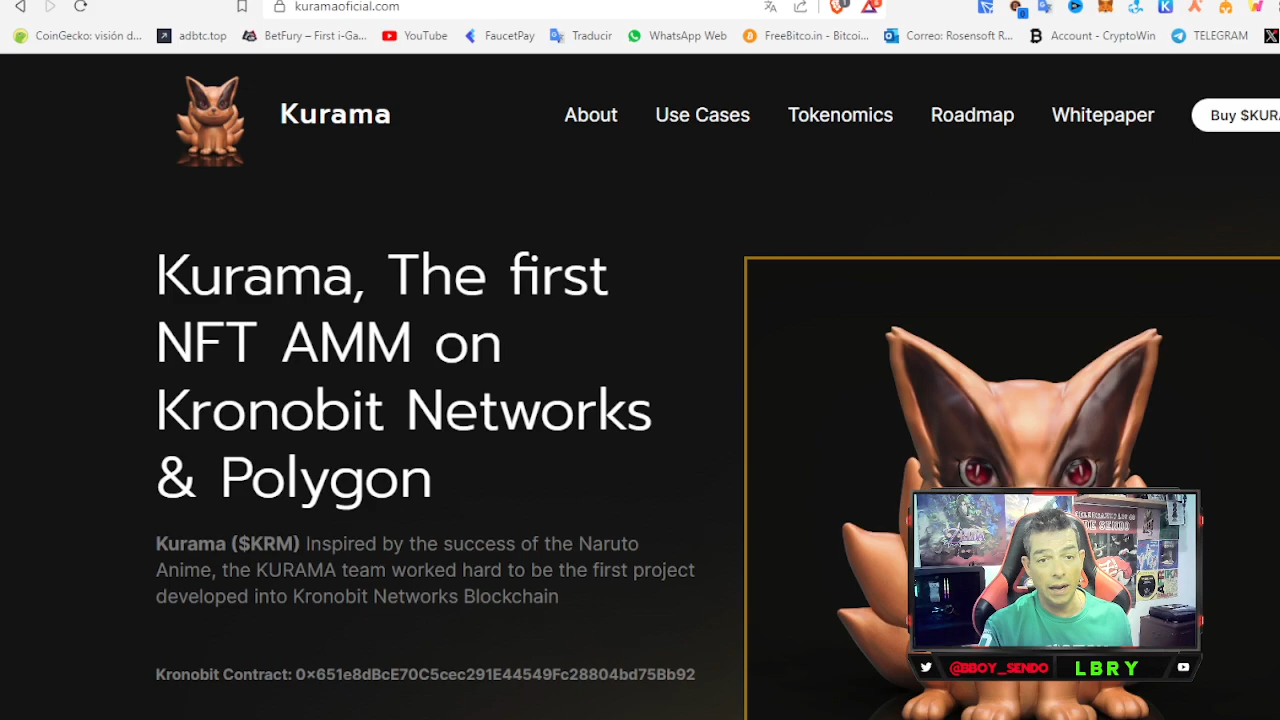 kuramaoficial.com
CoinGecko: visión d... adbtc.top BetFury – First i-Ga... YouTube FaucetPay Traducir WhatsApp Web FreeBitco.in - Bitcoi... Correo: Rosensoft R... Account - CryptoWin TELEGRAM
Kurama About Use Cases Tokenomics Roadmap Whitepaper Buy $KURA
Kurama, The first
NFT AMM on
Kronobit Networks
& Polygon
Kurama ($KRM) Inspired by the success of the Naruto
Anime, the KURAMA team worked hard to be the first project
developed into Kronobit Networks Blockchain
Kronobit Contract: 0x651e8dBcE70C5cec291E44549Fc28804bd75Bb92
@BBOY_SENDO LBRY